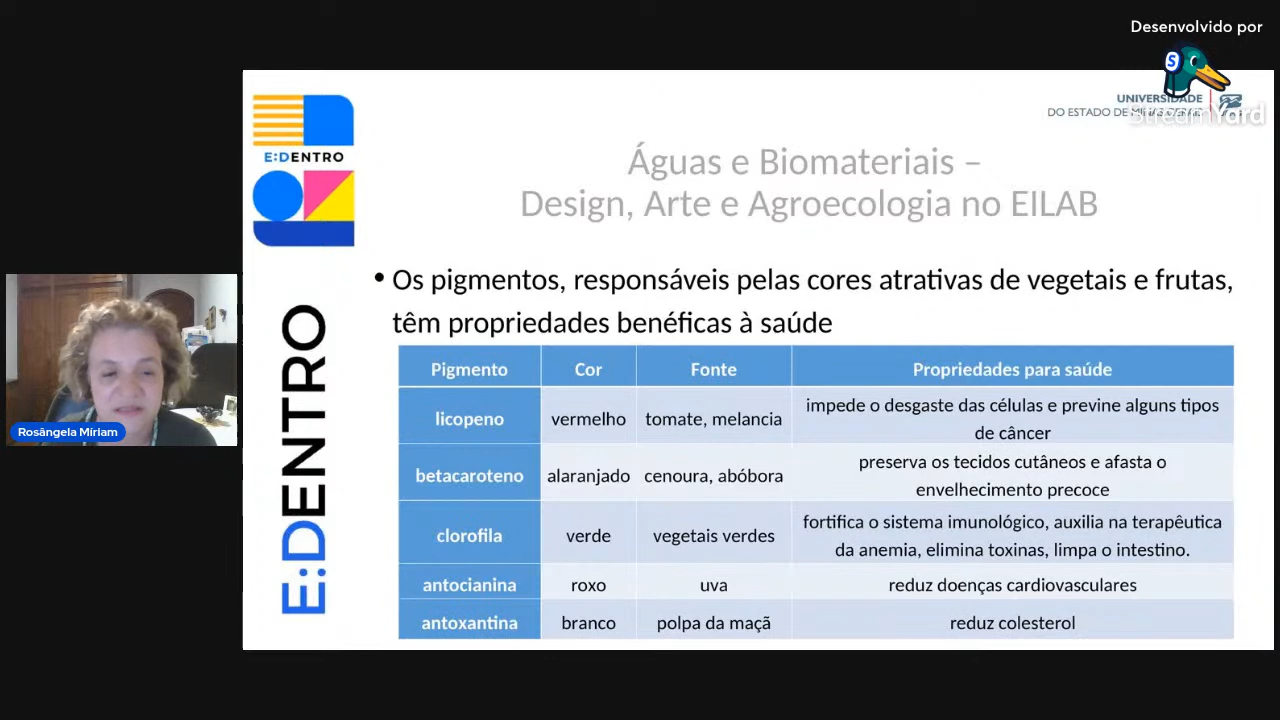 Desenvolvido por
S
StreamYard
UNIVERSIDADE
DO ESTADO DE MINAS GERAIS
E:DENTRO
Águas e Biomateriais –
Design, Arte e Agroecologia no EILAB
• Os pigmentos, responsáveis pelas cores atrativas de vegetais e frutas,
têm propriedades benéficas à saúde
E:DENTRO
Pigmento Cor Fonte Propriedades para saúde
licopeno vermelho tomate, melancia impede o desgaste das células e previne alguns tipos
de câncer
betacaroteno alaranjado cenoura, abóbora preserva os tecidos cutâneos e afasta o
envelhecimento precoce
clorofila verde vegetais verdes fortifica o sistema imunológico, auxilia na terapêutica
da anemia, elimina toxinas, limpa o intestino.
antocianina roxo uva reduz doenças cardiovasculares
antoxantina branco polpa da maçã reduz colesterol
Rosângela Míriam